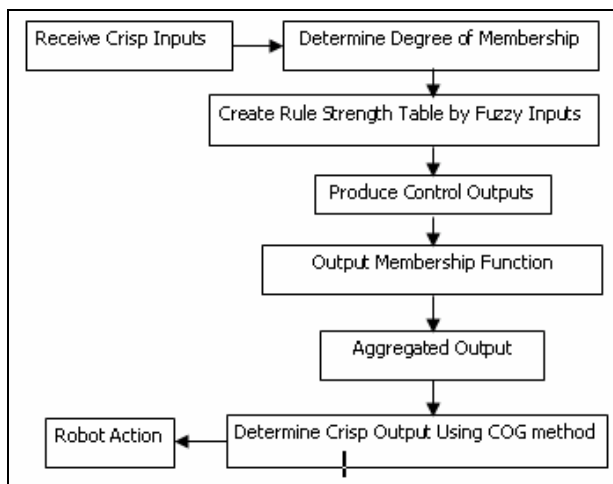 Receive Crisp Inputs
Determine Degree of Membership
Create Rule Strength Table by Fuzzy Inputs
Produce Control Outputs
Output Membership Function
Aggregated Output
Determine Crisp Output Using COG method
Robot Action